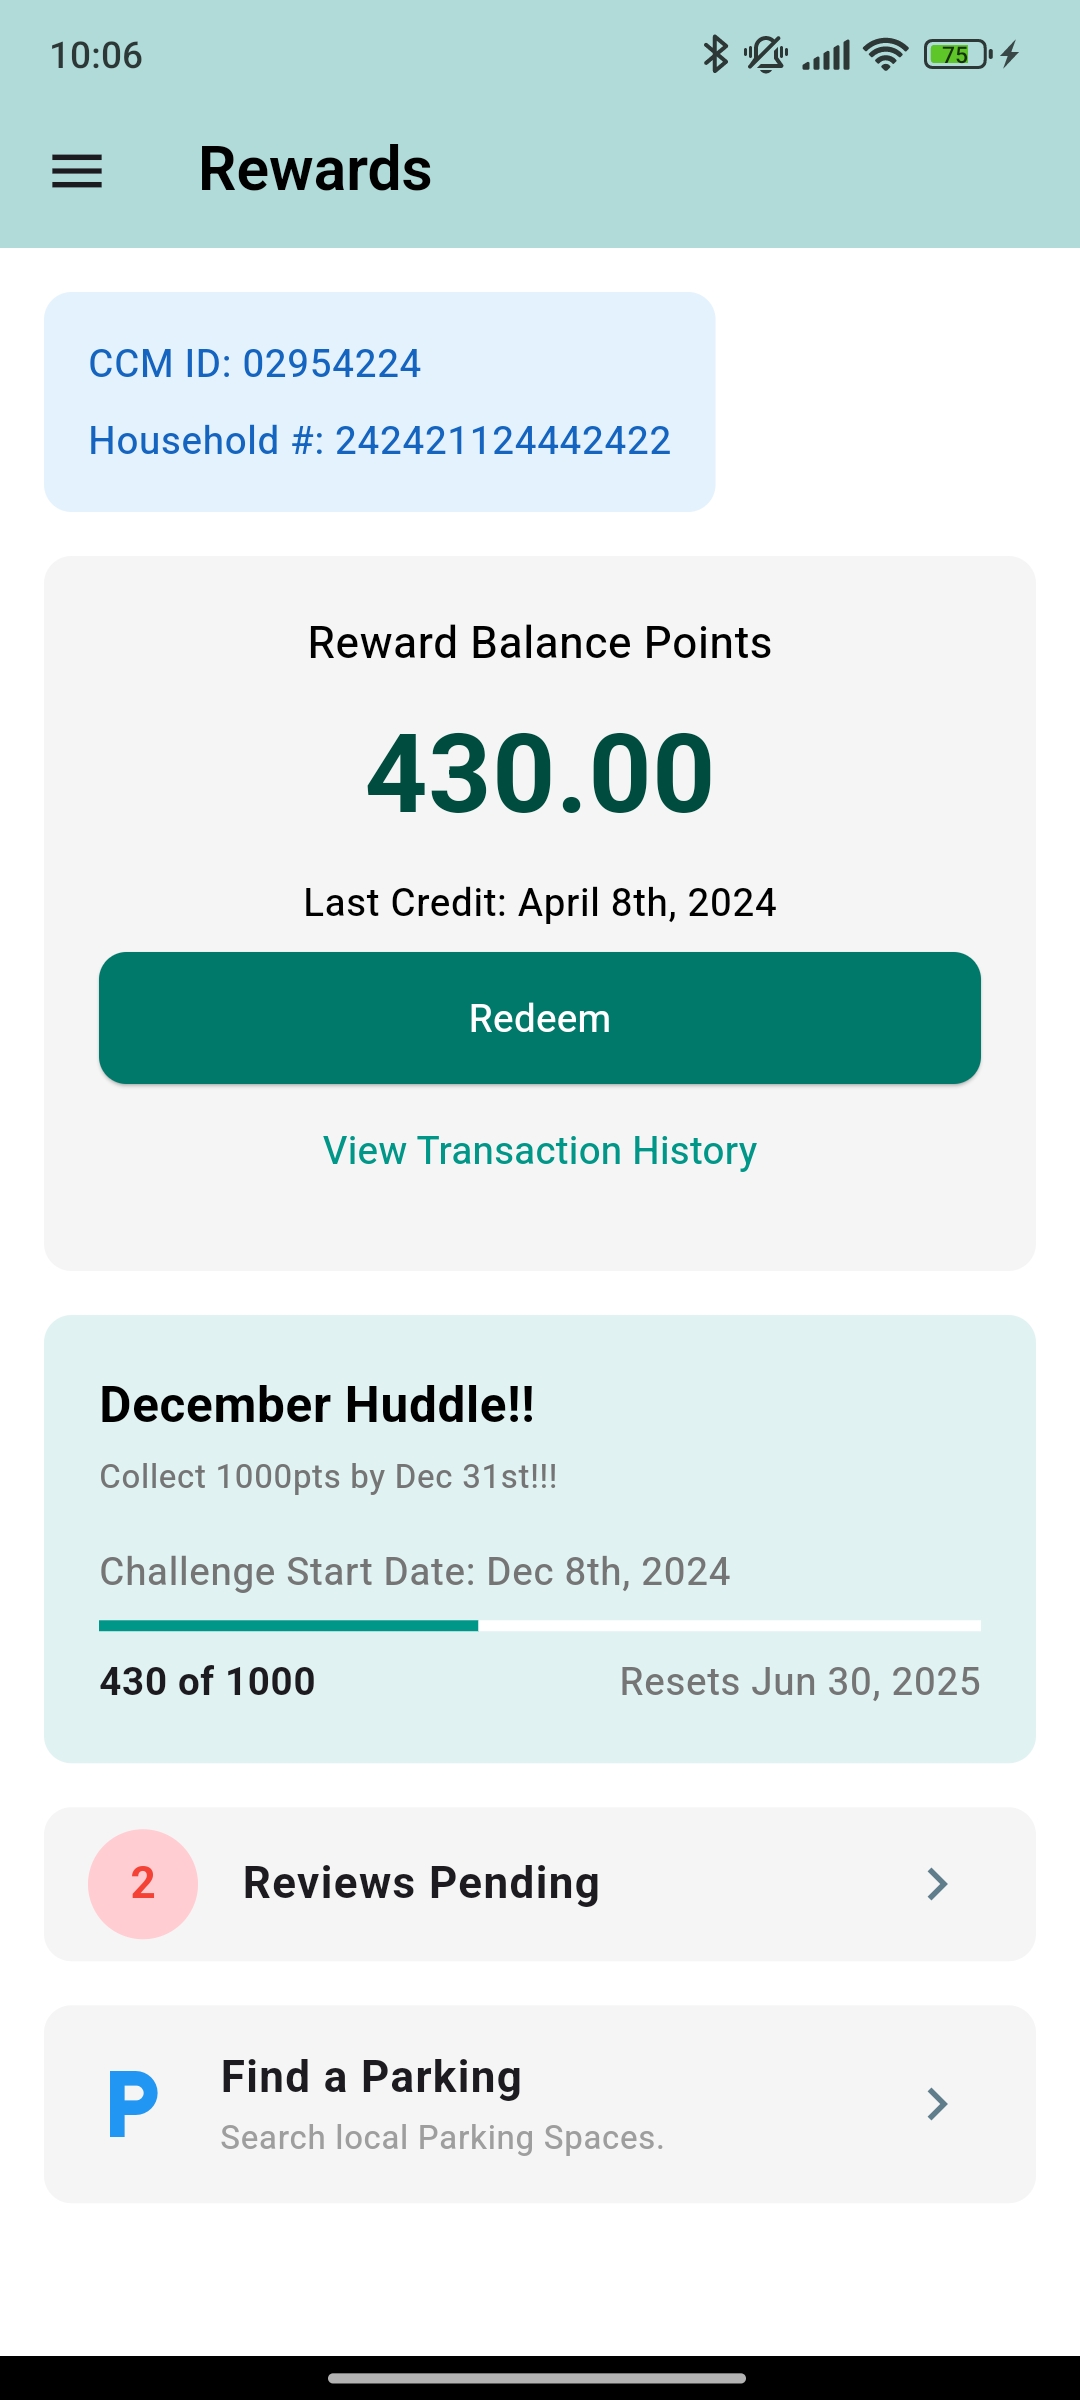 10:06
75
Rewards
CCM ID: 02954224
Household #: 242421124442422
Reward Balance Points
430.00
Last Credit: April 8th, 2024
Redeem
View Transaction History
December Huddle!!
Collect 1000pts by Dec 31st!!!
Challenge Start Date: Dec 8th, 2024
430 of 1000
Resets Jun 30, 2025
2
Reviews Pending
P
Find a Parking
Search local Parking Spaces.